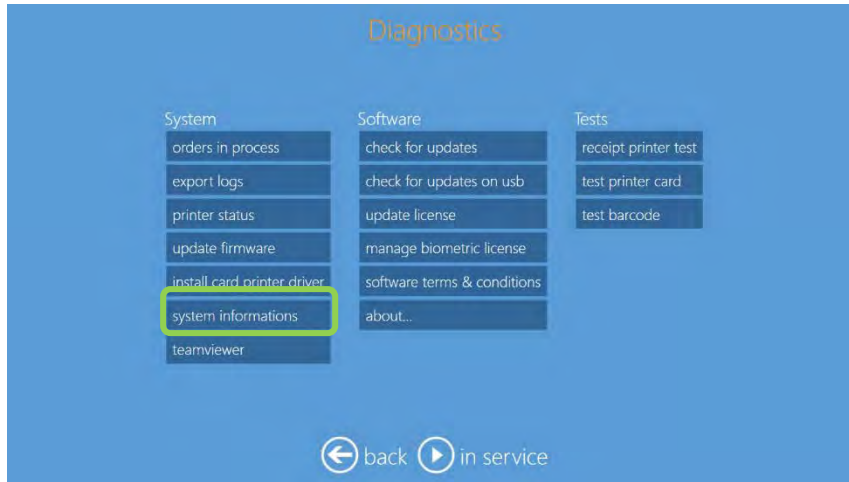 Diagnostics
System
orders in process
export logs
printer status
update firmware
install card printer driver
system informations
teamviewer
Software
check for updates
check for updates on usb
update license
manage biometric license
software terms & conditions
about...
Tests
receipt printer test
test printer card
test barcode
back in service